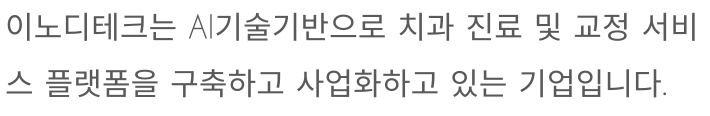 이노디테크는 AI기술기반으로 치과 진료 및 교정 서비
스 플랫폼을 구축하고 사업화하고 있는 기업입니다.